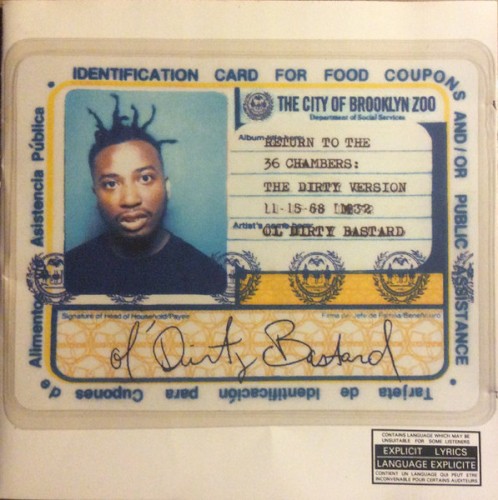 IDENTIFICATION CARD FOR FOOD COUPONS AND/OR PUBLIC ASSISTANCE
THE CITY OF BROOKLYN ZOO
Department of Social Services
Album title here
RETURN TO THE
36 CHAMBERS:
THE DIRTY VERSION
11-15-68
Artist's name here
OL DIRTY BASTARD
Signature of Head of Household/Payee
Firma del Jefe de Familia/Beneficiario
Ol' Dirty Bastard
Tarjeta de Identificación para Cupones de
Alimentos Asistencia Pública
CONTAINS LANGUAGE WHICH MAY BE
UNSUITABLE FOR SOME LISTENERS
EXPLICIT LYRICS
LANGUAGE EXPLICITE
CONTIENT UN LANGAGE QUI PEUT ETRE
INCONVENABLE POUR CERTAINS AUDITEURS